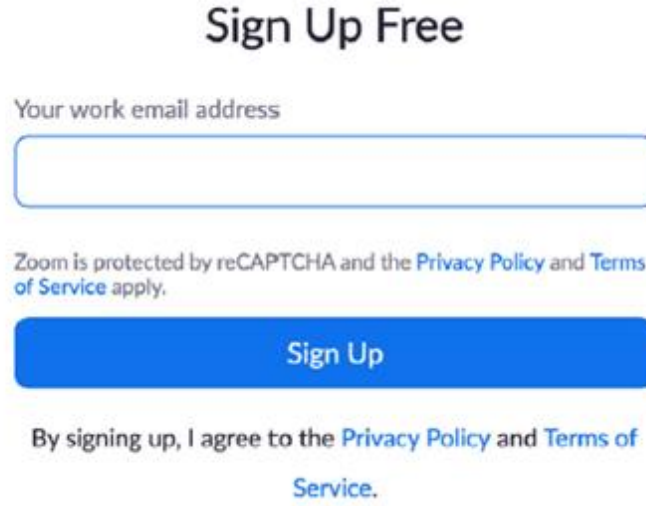 Sign Up Free
Your work email address
Zoom is protected by reCAPTCHA and the Privacy Policy and Terms
of Service apply.
Sign Up
By signing up, I agree to the Privacy Policy and Terms of
Service.